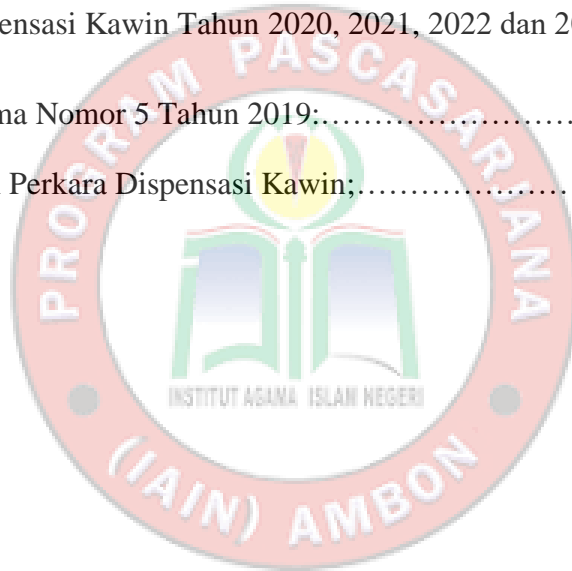 ensasi Kawin Tahun 2020, 2021, 2022 dan 20
ma Nomor 5 Tahun 2019:……………………
Perkara Dispensasi Kawin;…………………
PROGRAM PASCASARJANA
INSTITUT AGAMA ISLAM NEGERI
(IAIN) AMBON